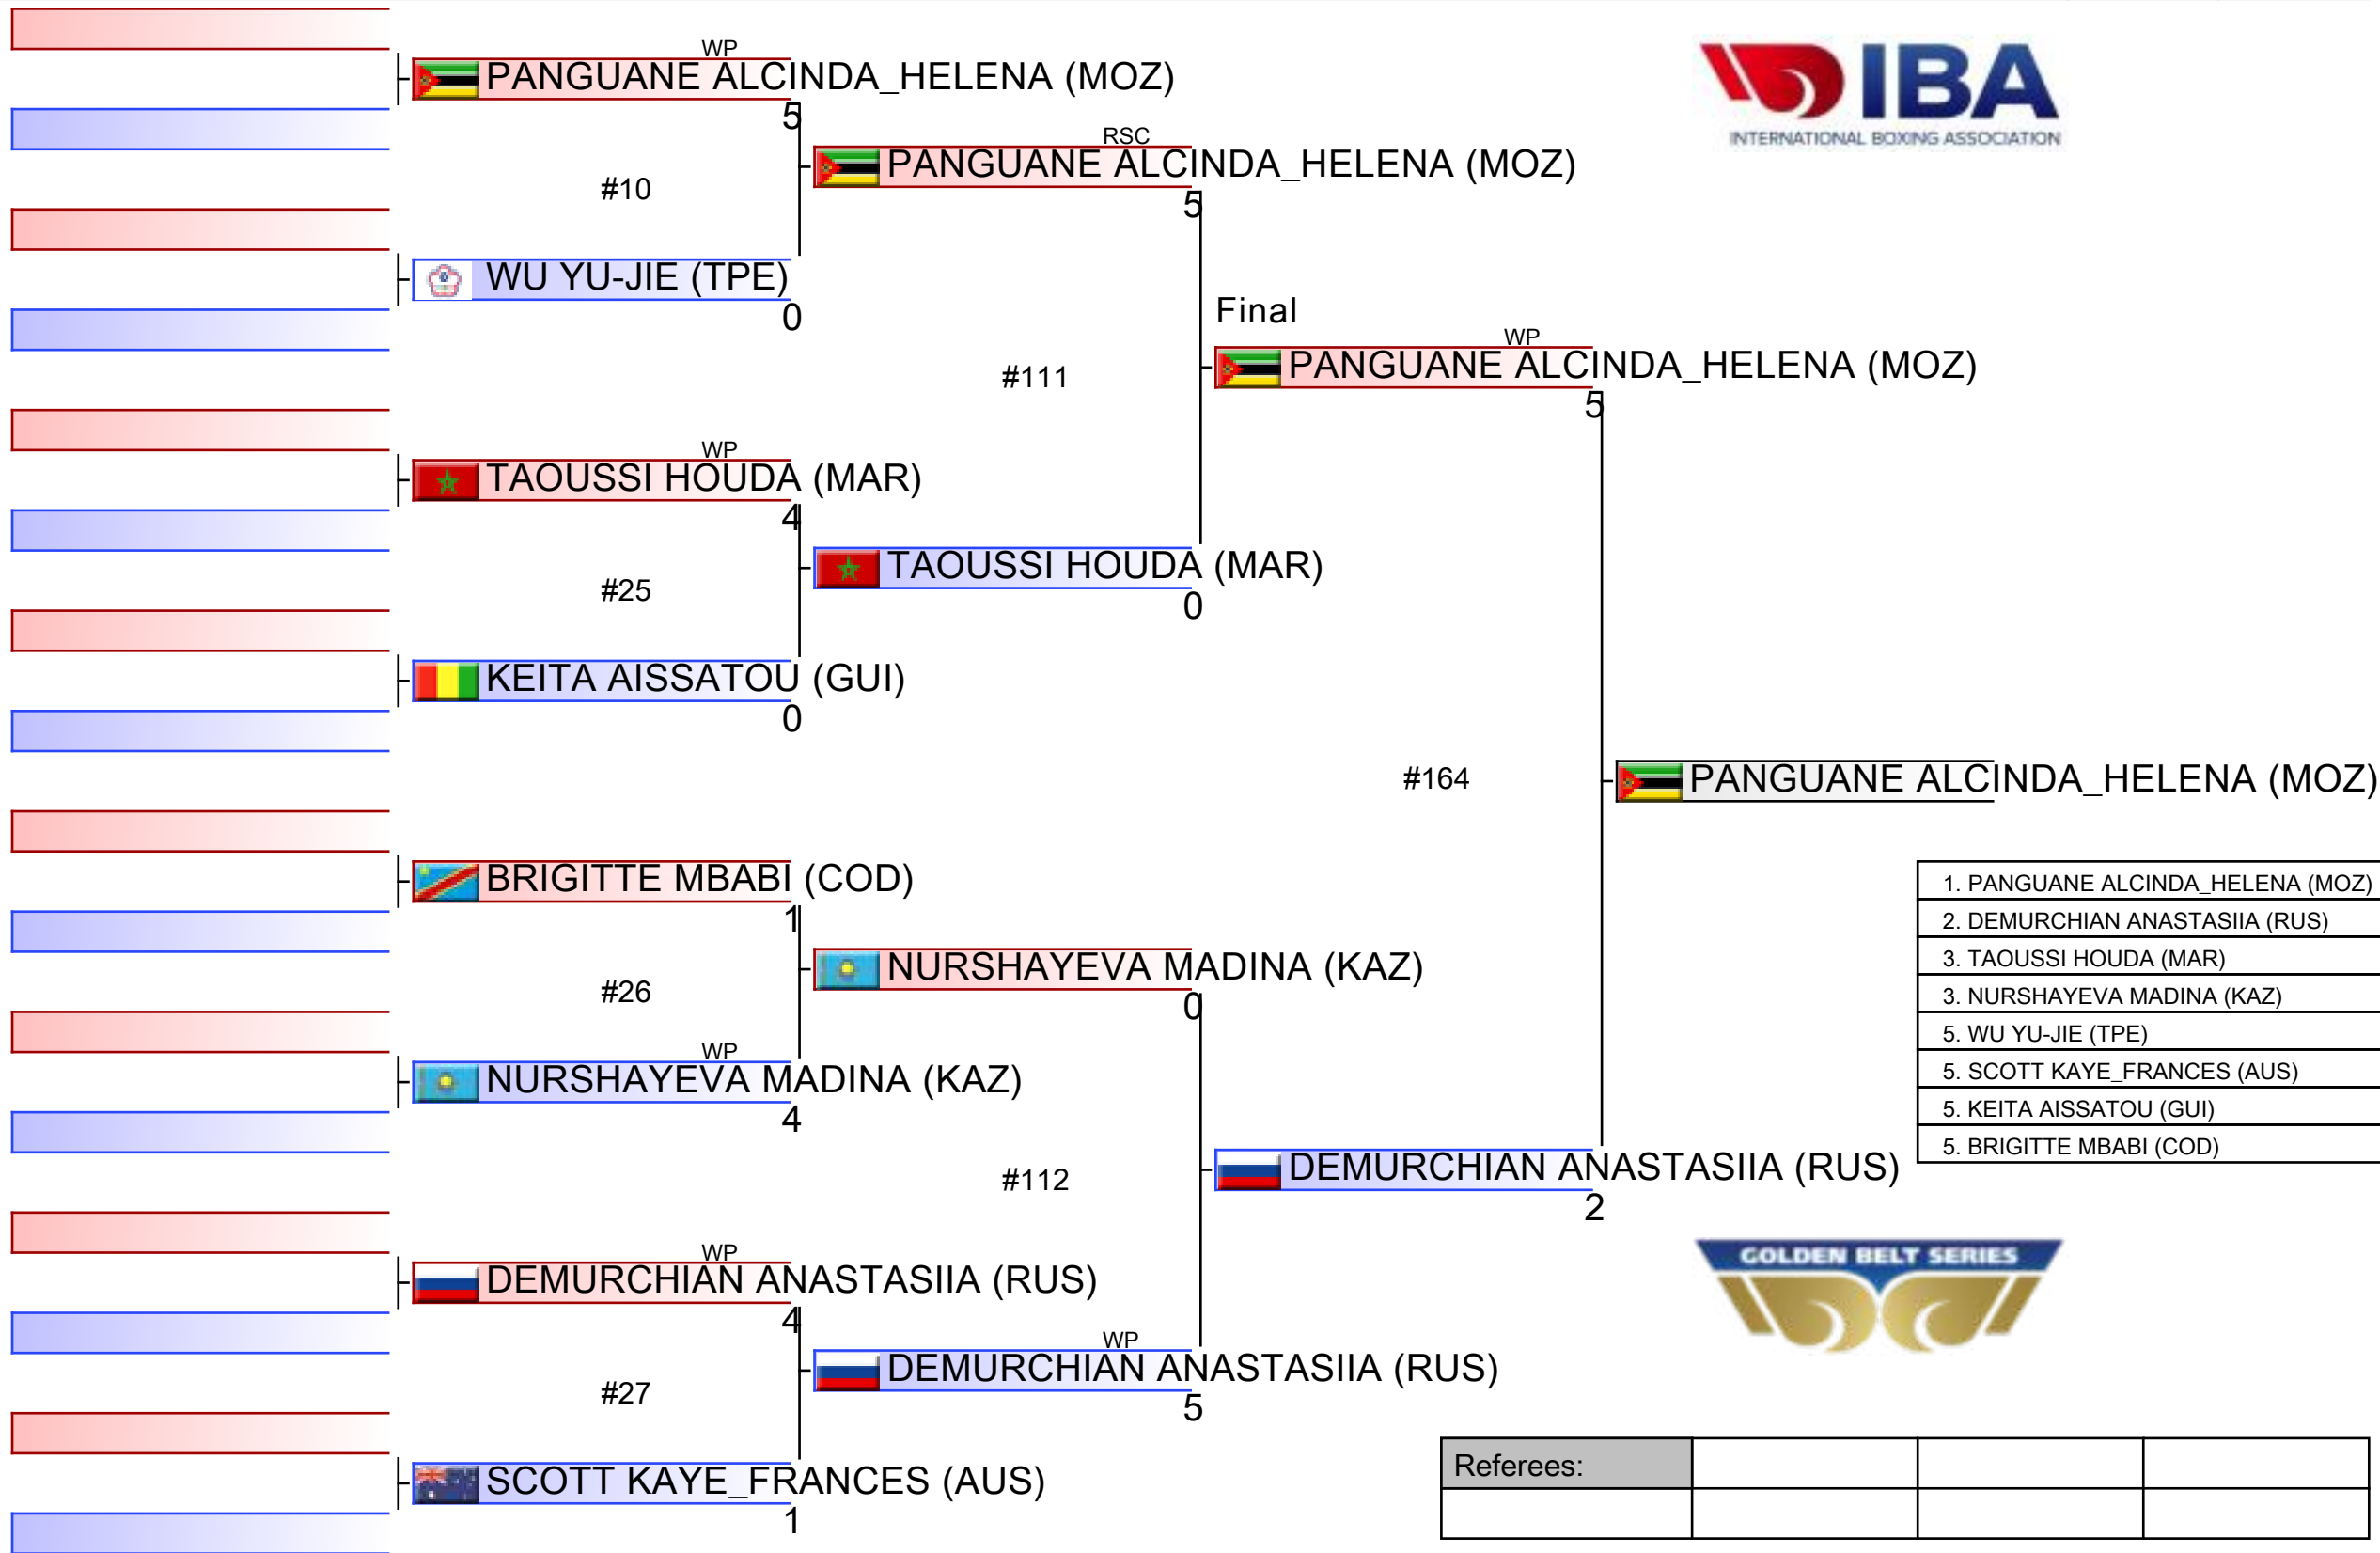 WP
PANGUANE ALCINDA_HELENA (MOZ)
5
#10
WU YU-JIE (TPE)
0
WP
TAOUSSI HOUDA (MAR)
4
#25
KEITA AISSATOU (GUI)
0
BRIGITTE MBABI (COD)
1
#26
WP
NURSHAYEVA MADINA (KAZ)
4
WP
DEMURCHIAN ANASTASIIA (RUS)
4
#27
SCOTT KAYE_FRANCES (AUS)
1
RSC
PANGUANE ALCINDA_HELENA (MOZ)
5
#111
TAOUSSI HOUDA (MAR)
0
NURSHAYEVA MADINA (KAZ)
0
#112
WP
DEMURCHIAN ANASTASIIA (RUS)
5
Final
WP
PANGUANE ALCINDA_HELENA (MOZ)
5
#164
DEMURCHIAN ANASTASIIA (RUS)
2
PANGUANE ALCINDA_HELENA (MOZ)
IBA
INTERNATIONAL BOXING ASSOCIATION
1. PANGUANE ALCINDA_HELENA (MOZ)
2. DEMURCHIAN ANASTASIIA (RUS)
3. TAOUSSI HOUDA (MAR)
3. NURSHAYEVA MADINA (KAZ)
5. WU YU-JIE (TPE)
5. SCOTT KAYE_FRANCES (AUS)
5. KEITA AISSATOU (GUI)
5. BRIGITTE MBABI (COD)
GOLDEN BELT SERIES
Referees: